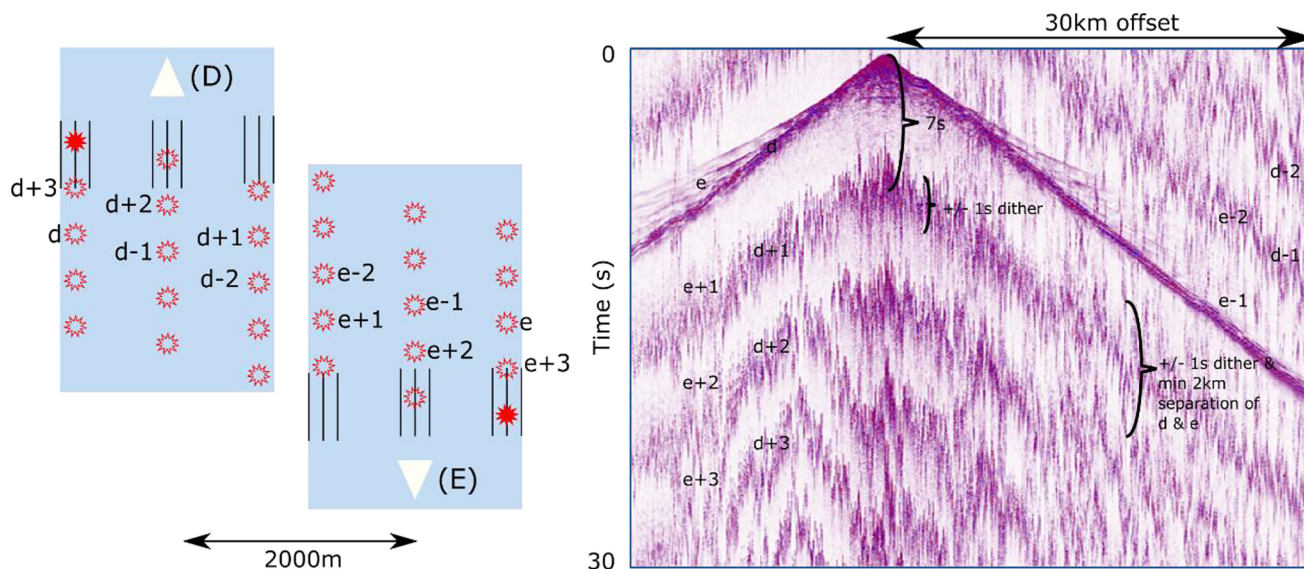 (D)
d+3
d+2
d
d-1
d+1
d-2
e-2
e-1
e+1
e
e+2
e+3
(E)
2000m
30km offset
0
Time (s)
30
7s
d
e
+/- 1s dither
d+1
e+1
d+2
e+2
d+3
e+3
d-2
e-2
d-1
e-1
+/- 1s dither &
min 2km
separation of
d & e